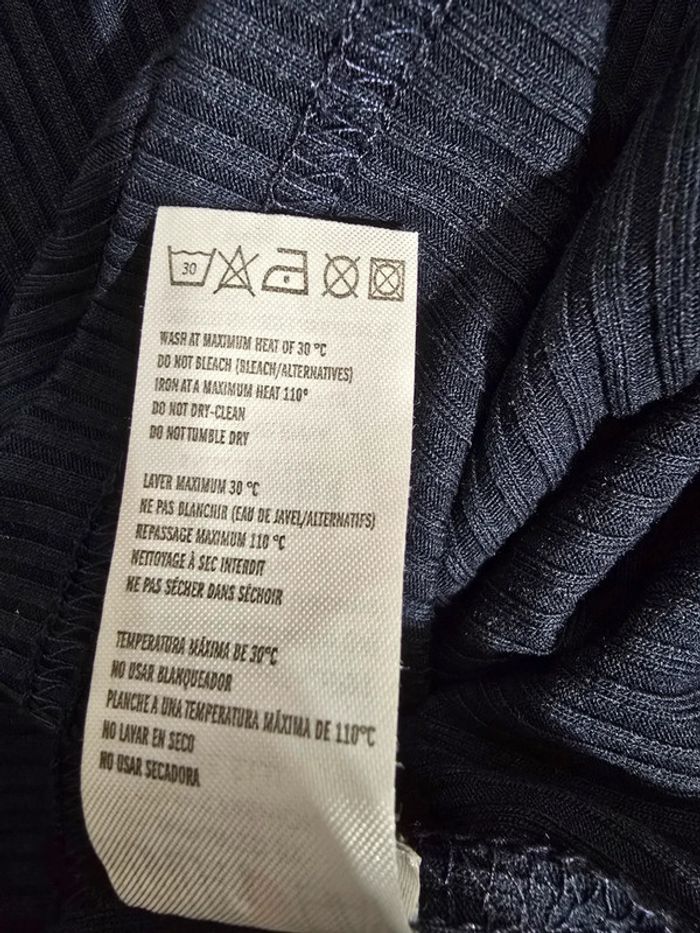 30
WASH AT MAXIMUM HEAT OF 30 °C
DO NOT BLEACH (BLEACH/ALTERNATIVES)
IRON AT A MAXIMUM HEAT 110°
DO NOT DRY-CLEAN
DO NOT TUMBLE DRY
LAVER MAXIMUM 30 °C
NE PAS BLANCHIR (EAU DE JAVEL/ALTERNATIFS)
REPASSAGE MAXIMUM 110 °C
NETTOYAGE À SEC INTERDIT
NE PAS SÉCHER DANS SÉCHOIR
TEMPERATURA MÁXIMA DE 30°C
NO USAR BLANQUEADOR
PLANCHE A UNA TEMPERATURA MÁXIMA DE 110°C
NO LAVAR EN SECO
NO USAR SECADORA